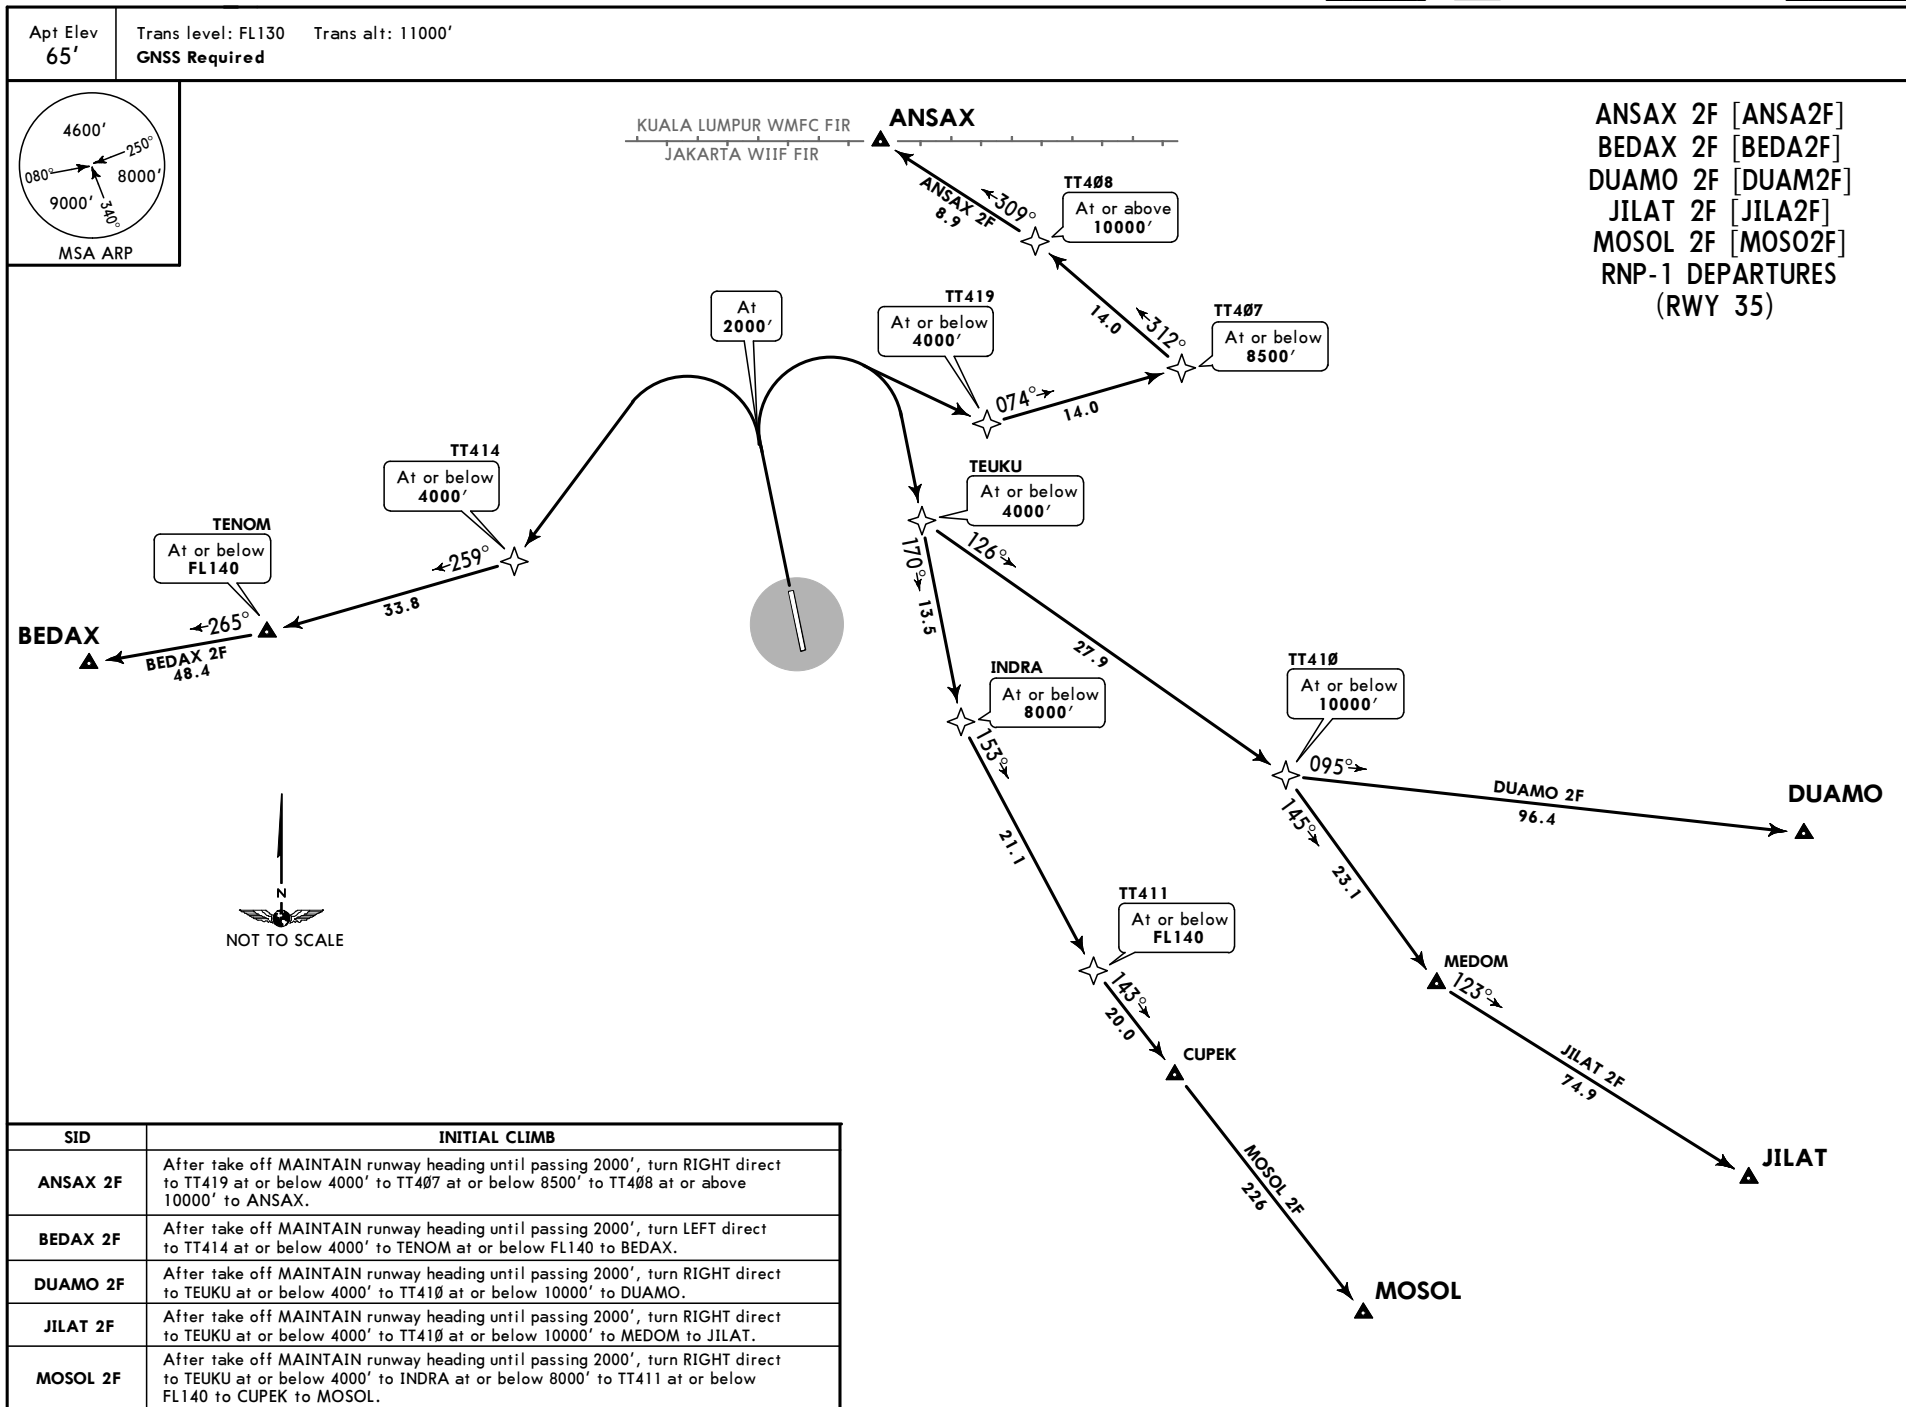 Apt Elev
65'
Trans level: FL130 Trans alt: 11000'
GNSS Required
4600'
250°
080°
8000'
9000'
340°
MSA ARP
KUALA LUMPUR WMFC FIR
JAKARTA WIIF FIR
ANSAX
ANSAX 2F [ANSA2F]
BEDAX 2F [BEDA2F]
DUAMO 2F [DUAM2F]
JILAT 2F [JILA2F]
MOSOL 2F [MOSO2F]
RNP-1 DEPARTURES
(RWY 35)
ANSAX 2F
8.9
309°
TT4Ø8
At or above
10000'
14.0
312°
TT4Ø7
At or below
8500'
At
2000'
TT419
At or below
4000'
074°
14.0
TT414
At or below
4000'
TEUKU
At or below
4000'
TENOM
At or below
FL140
259°
33.8
265°
BEDAX
BEDAX 2F
48.4
170°
13.5
126°
27.9
INDRA
At or below
8000'
153°
21.1
TT41Ø
At or below
10000'
095°
DUAMO 2F
96.4
DUAMO
145°
23.1
N
NOT TO SCALE
TT411
At or below
FL140
143°
20.0
CUPEK
MEDOM
123°
JILAT 2F
74.9
JILAT
MOSOL 2F
226
MOSOL
SID
INITIAL CLIMB
ANSAX 2F
After take off MAINTAIN runway heading until passing 2000', turn RIGHT direct
to TT419 at or below 4000' to TT4Ø7 at or below 8500' to TT4Ø8 at or above
10000' to ANSAX.
BEDAX 2F
After take off MAINTAIN runway heading until passing 2000', turn LEFT direct
to TT414 at or below 4000' to TENOM at or below FL140 to BEDAX.
DUAMO 2F
After take off MAINTAIN runway heading until passing 2000', turn RIGHT direct
to TEUKU at or below 4000' to TT41Ø at or below 10000' to DUAMO.
JILAT 2F
After take off MAINTAIN runway heading until passing 2000', turn RIGHT direct
to TEUKU at or below 4000' to TT41Ø at or below 10000' to MEDOM to JILAT.
MOSOL 2F
After take off MAINTAIN runway heading until passing 2000', turn RIGHT direct
to TEUKU at or below 4000' to INDRA at or below 8000' to TT411 at or below
FL140 to CUPEK to MOSOL.